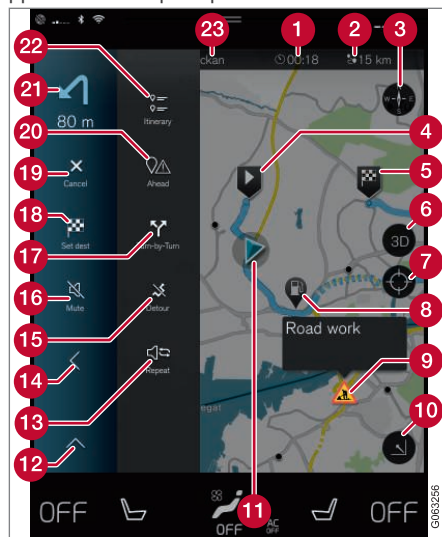 22
23
1
2
3
ckan
00:18
15 km
21
80 m
Itinerary
W
E
20
4
19
Cancel
Ahead
5
18
Set dest
17
Turn-by-Turn
6
3D
7
16
Mute
15
Detour
8
Road work
14
13
Repeat
9
egat
12
10
11
OFF
OFF
AC
OFF
OFF
G063256